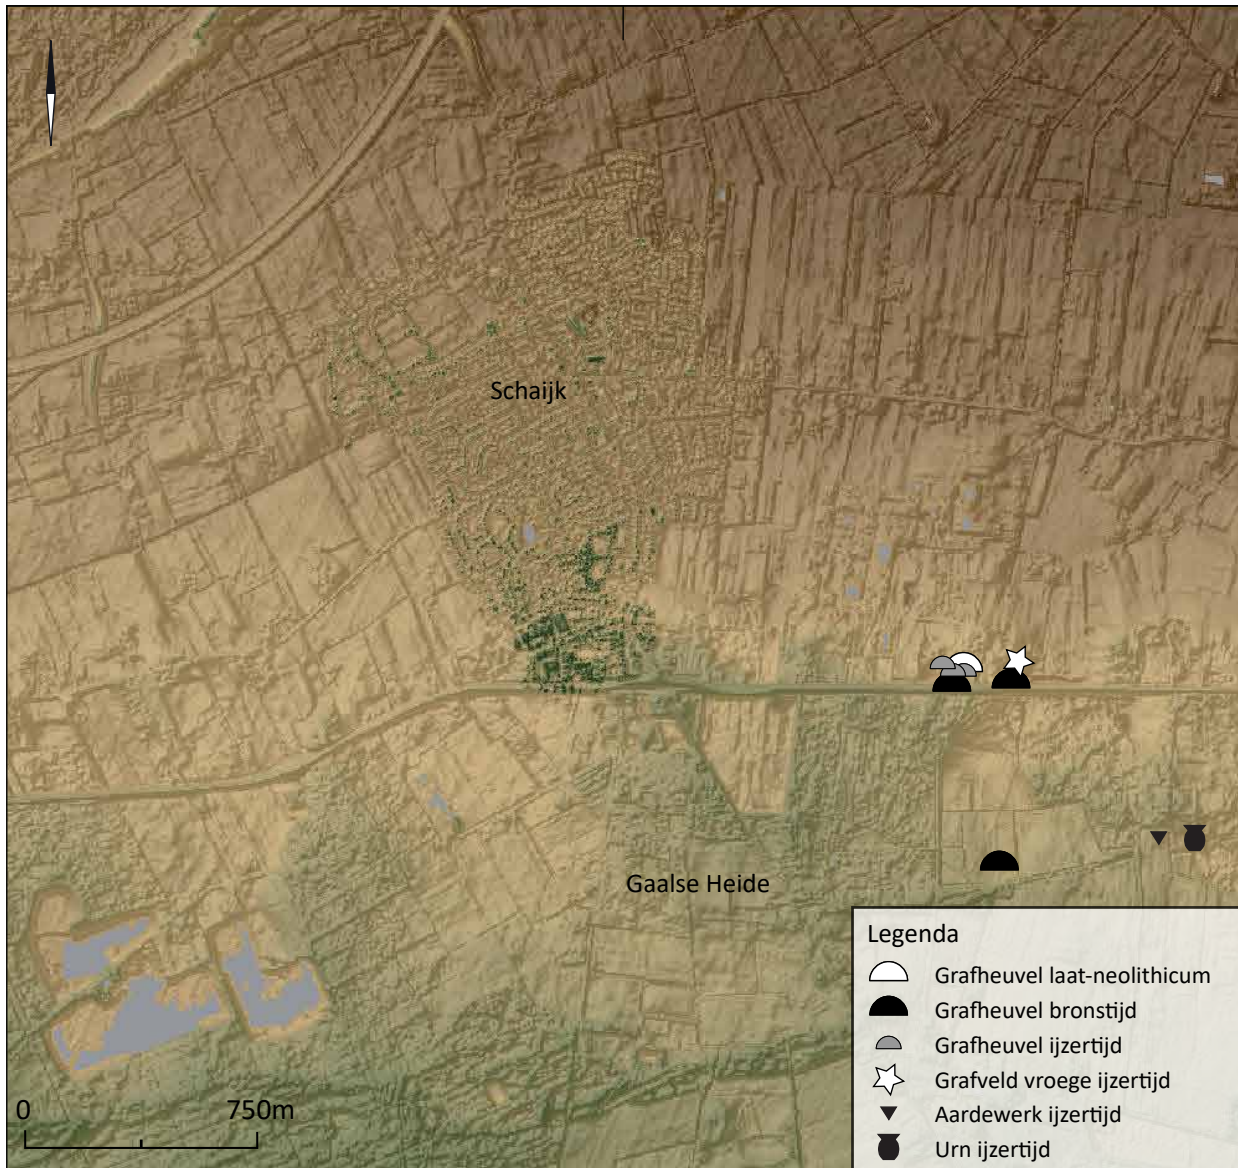 Schaijk
Gaalse Heide
Legenda
Grafheuvel laat-neolithicum
Grafheuvel bronstijd
Grafheuvel ijzertijd
Grafveld vroege ijzertijd
Aardewerk ijzertijd
Urn ijzertijd
0 750m